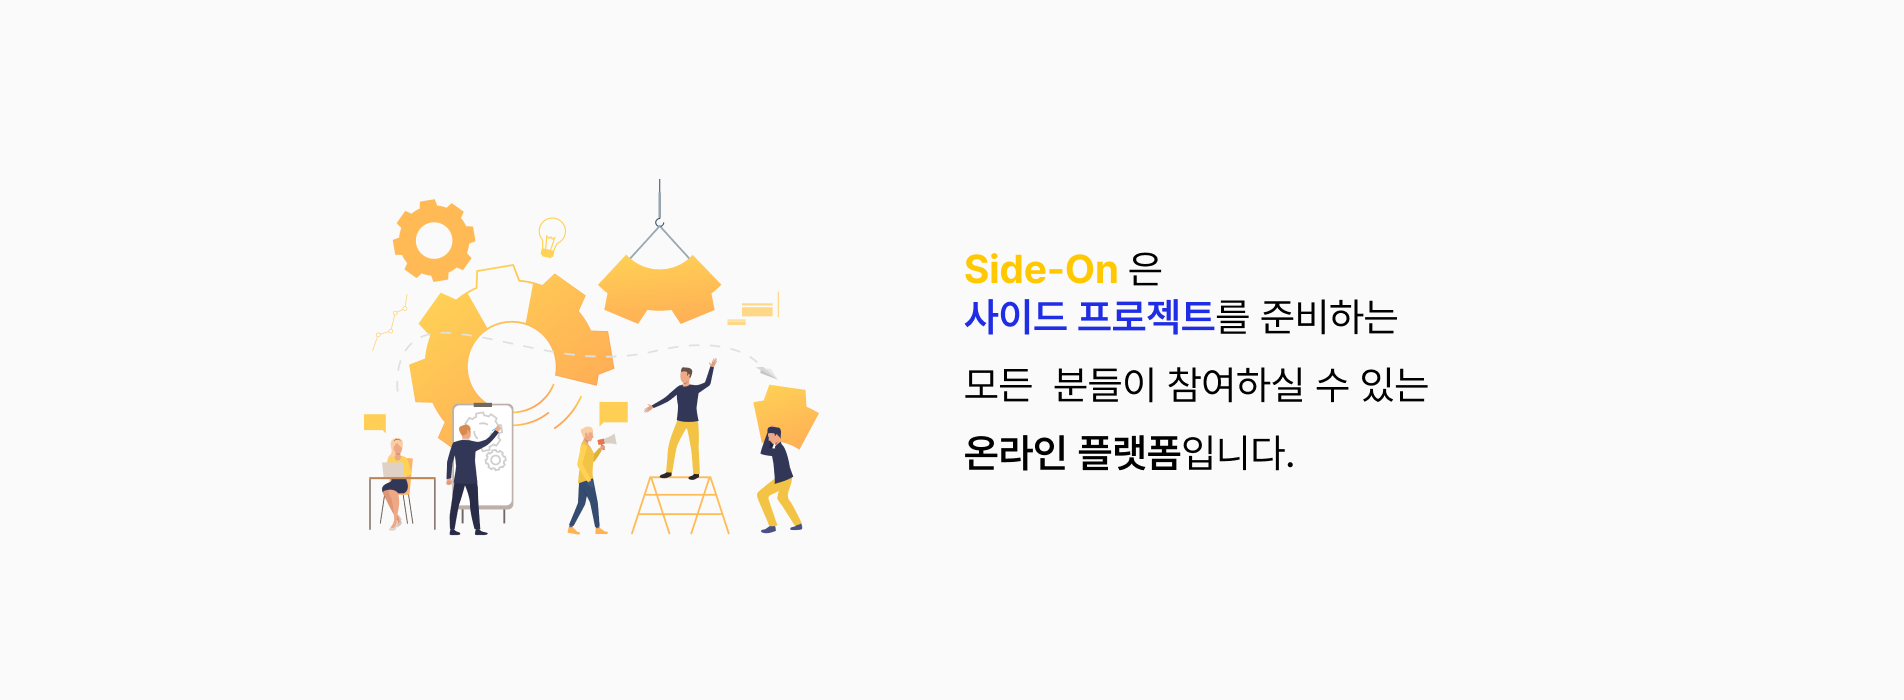 Side-On 은
사이드 프로젝트를 준비하는
모든  분들이 참여하실 수 있는
온라인 플랫폼입니다.